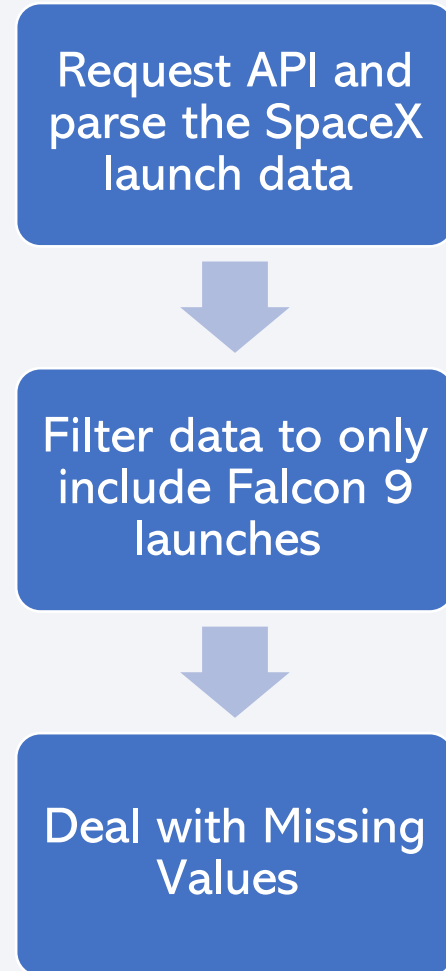 Request API and
parse the SpaceX
launch data
Filter data to only
include Falcon 9
launches
Deal with Missing
Values